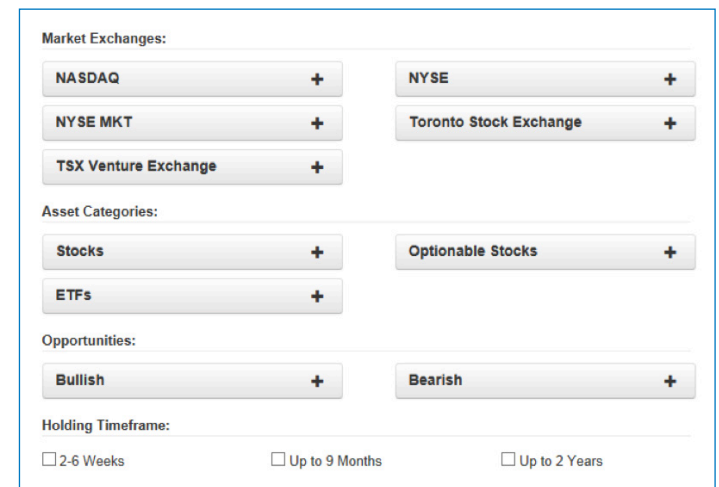 Market Exchanges:
NASDAQ + NYSE +
NYSE MKT + Toronto Stock Exchange +
TSX Venture Exchange +
Asset Categories:
Stocks + Optionable Stocks +
ETFs +
Opportunities:
Bullish + Bearish +
Holding Timeframe:
2-6 Weeks Up to 9 Months Up to 2 Years